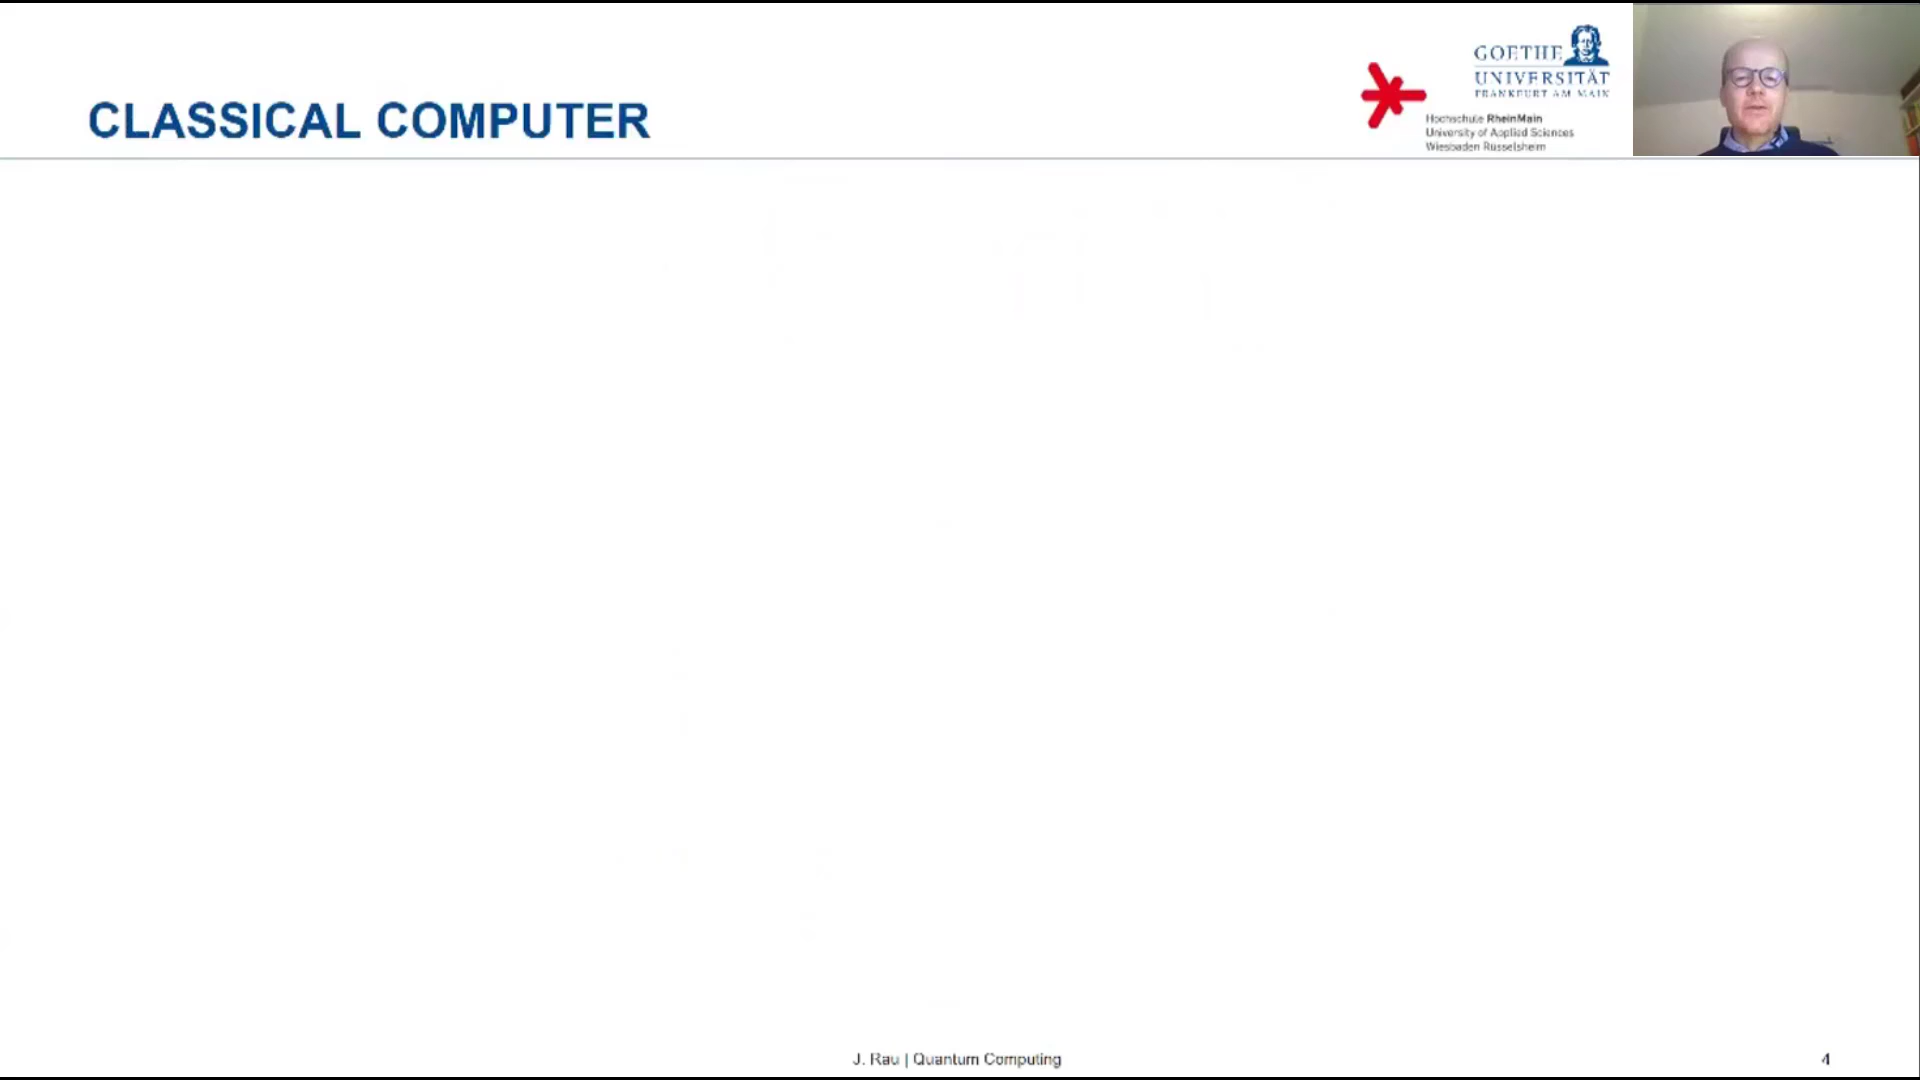 CLASSICAL COMPUTER
GOETHE
UNIVERSITÄT
FRANKFURT AM MAIN
Hochschule RheinMain
University of Applied Sciences
Wiesbaden Rüsselsheim
J. Rau | Quantum Computing
4